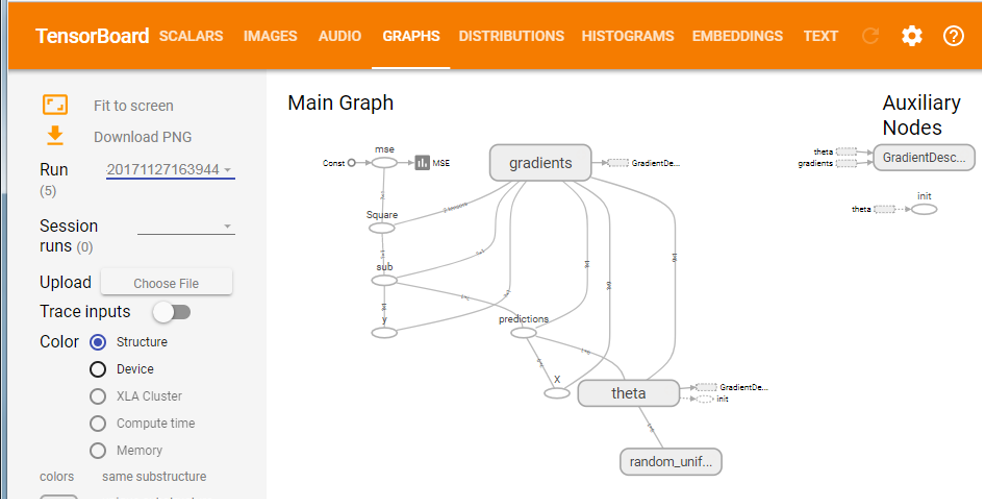 TensorBoard SCALARS IMAGES AUDIO GRAPHS DISTRIBUTIONS HISTOGRAMS EMBEDDINGS TEXT
Fit to screen
Download PNG
Run 20171127163944
(5)
Session
runs (0)
Upload Choose File
Trace inputs
Color Structure
Device
XLA Cluster
Compute time
Memory
colors same substructure
Main Graph
mse
Const MSE
gradients
GradientDe...
Square
2 tensors
sub
y
predictions
X
theta
GradientDe...
init
random_unif...
Auxiliary
Nodes
theta
gradients
GradientDesc...
init
theta